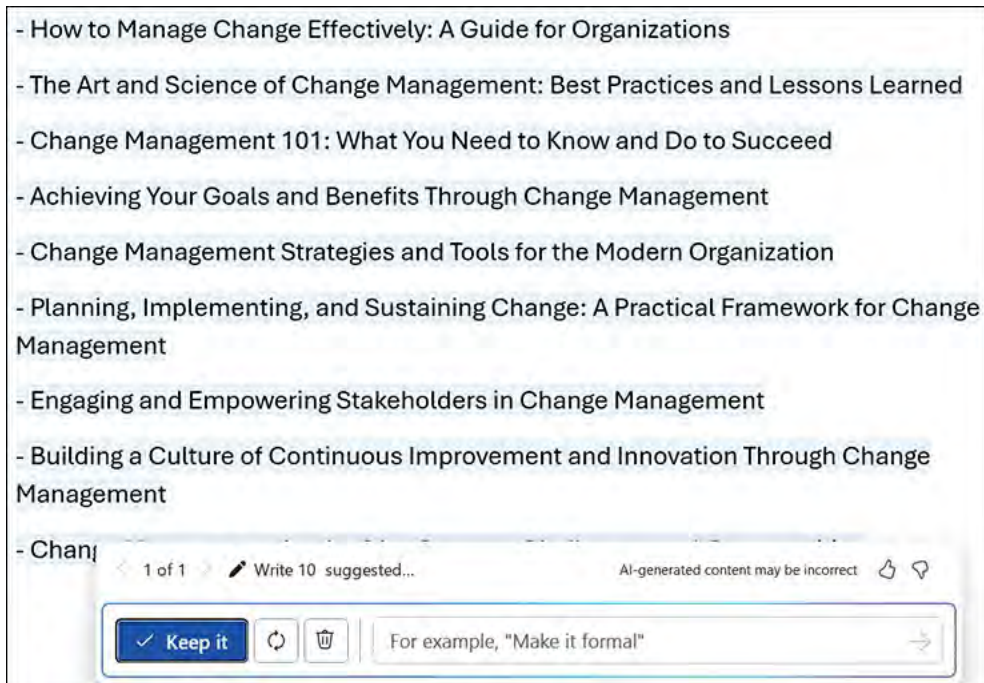 - How to Manage Change Effectively: A Guide for Organizations
- The Art and Science of Change Management: Best Practices and Lessons Learned
- Change Management 101: What You Need to Know and Do to Succeed
- Achieving Your Goals and Benefits Through Change Management
- Change Management Strategies and Tools for the Modern Organization
- Planning, Implementing, and Sustaining Change: A Practical Framework for Change
Management
- Engaging and Empowering Stakeholders in Change Management
- Building a Culture of Continuous Improvement and Innovation Through Change
Management
- Chang
1 of 1 Write 10 suggested... AI-generated content may be incorrect
Keep it For example, "Make it formal"